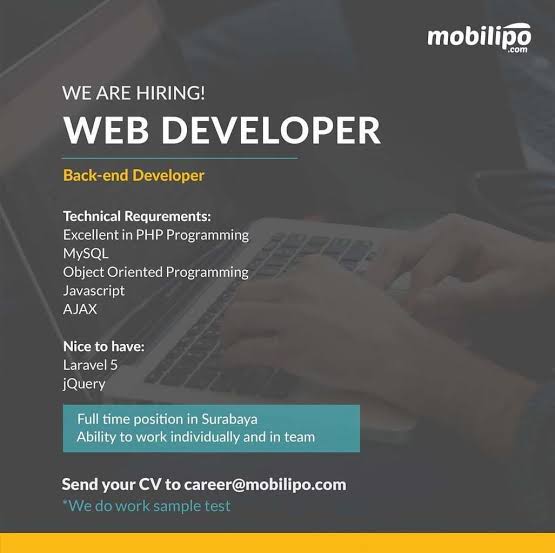 mobilipo
.com
WE ARE HIRING!
WEB DEVELOPER
Back-end Developer
Technical Requrements:
Excellent in PHP Programming
MySQL
Object Oriented Programming
Javascript
AJAX
Nice to have:
Laravel 5
jQuery
Full time position in Surabaya
Ability to work individually and in team
Send your CV to career@mobilipo.com
*We do work sample test